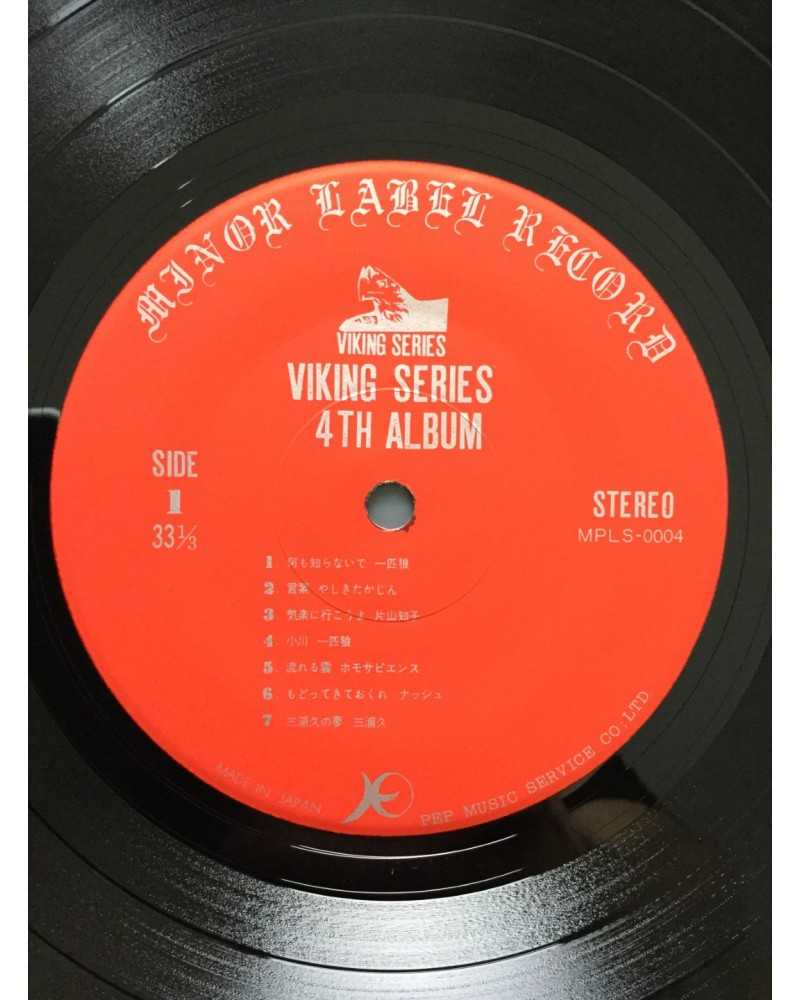 MINOR LABEL RECORD
VIKING SERIES
VIKING SERIES
4TH ALBUM
SIDE
1
33⅓
STEREO
MPLS-0004
1. 何も知らないで 一匹狼
2. 言葉 やしきたかじん
3. 気楽に行こうよ 片山知子
4. 小川 一匹狼
5. 流れる雲 ホモサピエンス
6. もどってきておくれ ナッシュ
7 三浦久の夢 三浦久
MADE IN JAPAN
PEP MUSIC SERVICE CO;LTD